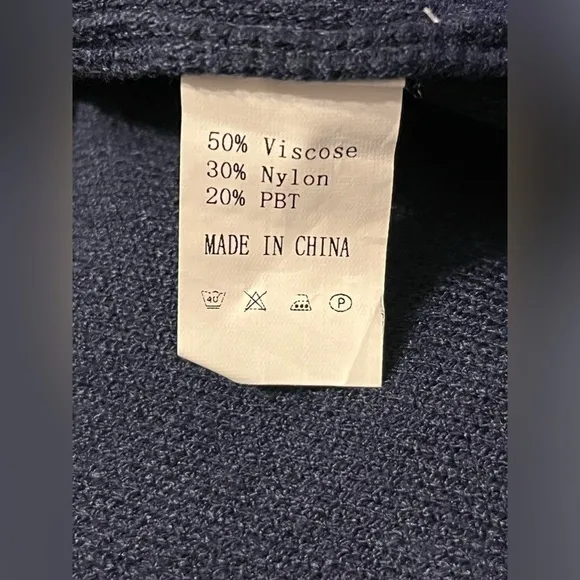 50% Viscose
30% Nylon
20% PBT
MADE IN CHINA
40 P